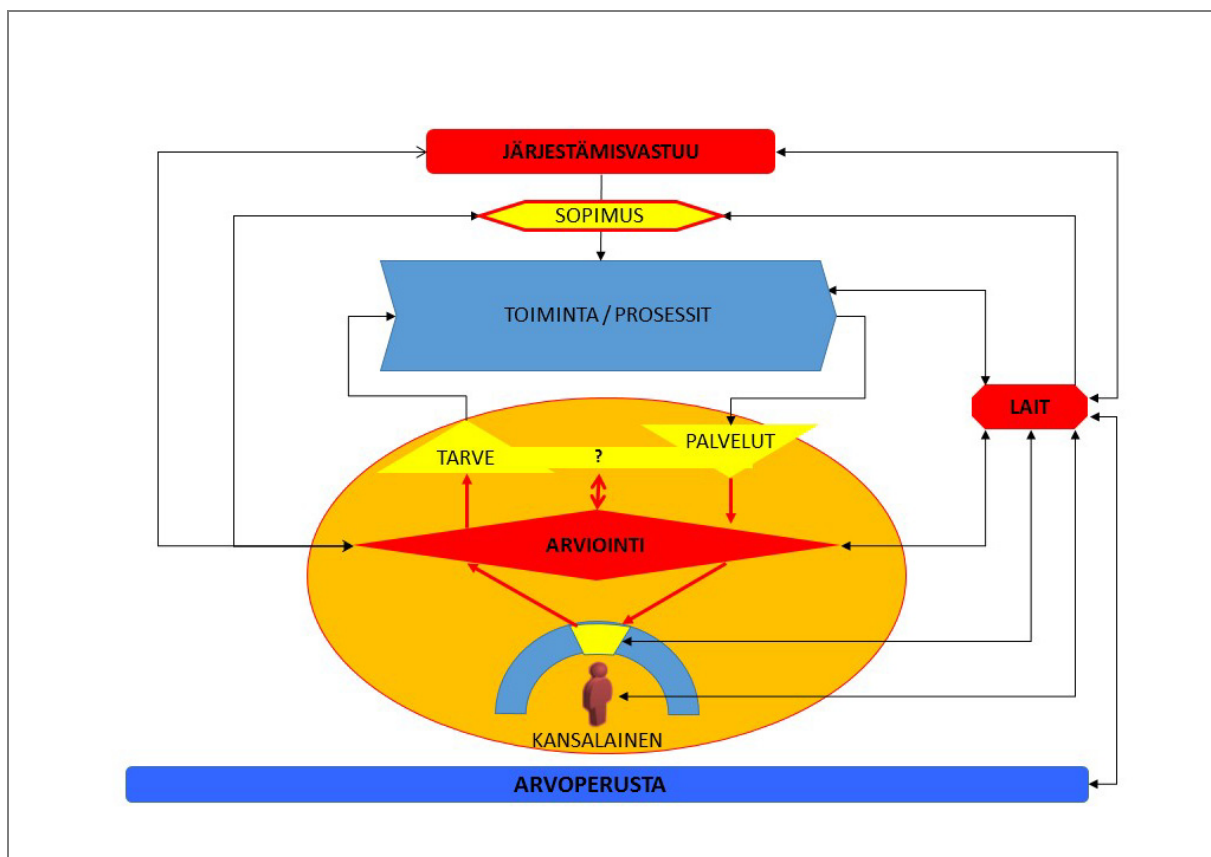 JÄRJESTÄMISVASTUU
SOPIMUS
TOIMINTA / PROSESSIT
LAIT
PALVELUT
TARVE
?
ARVIOINTI
KANSALAINEN
ARVOPERUSTA